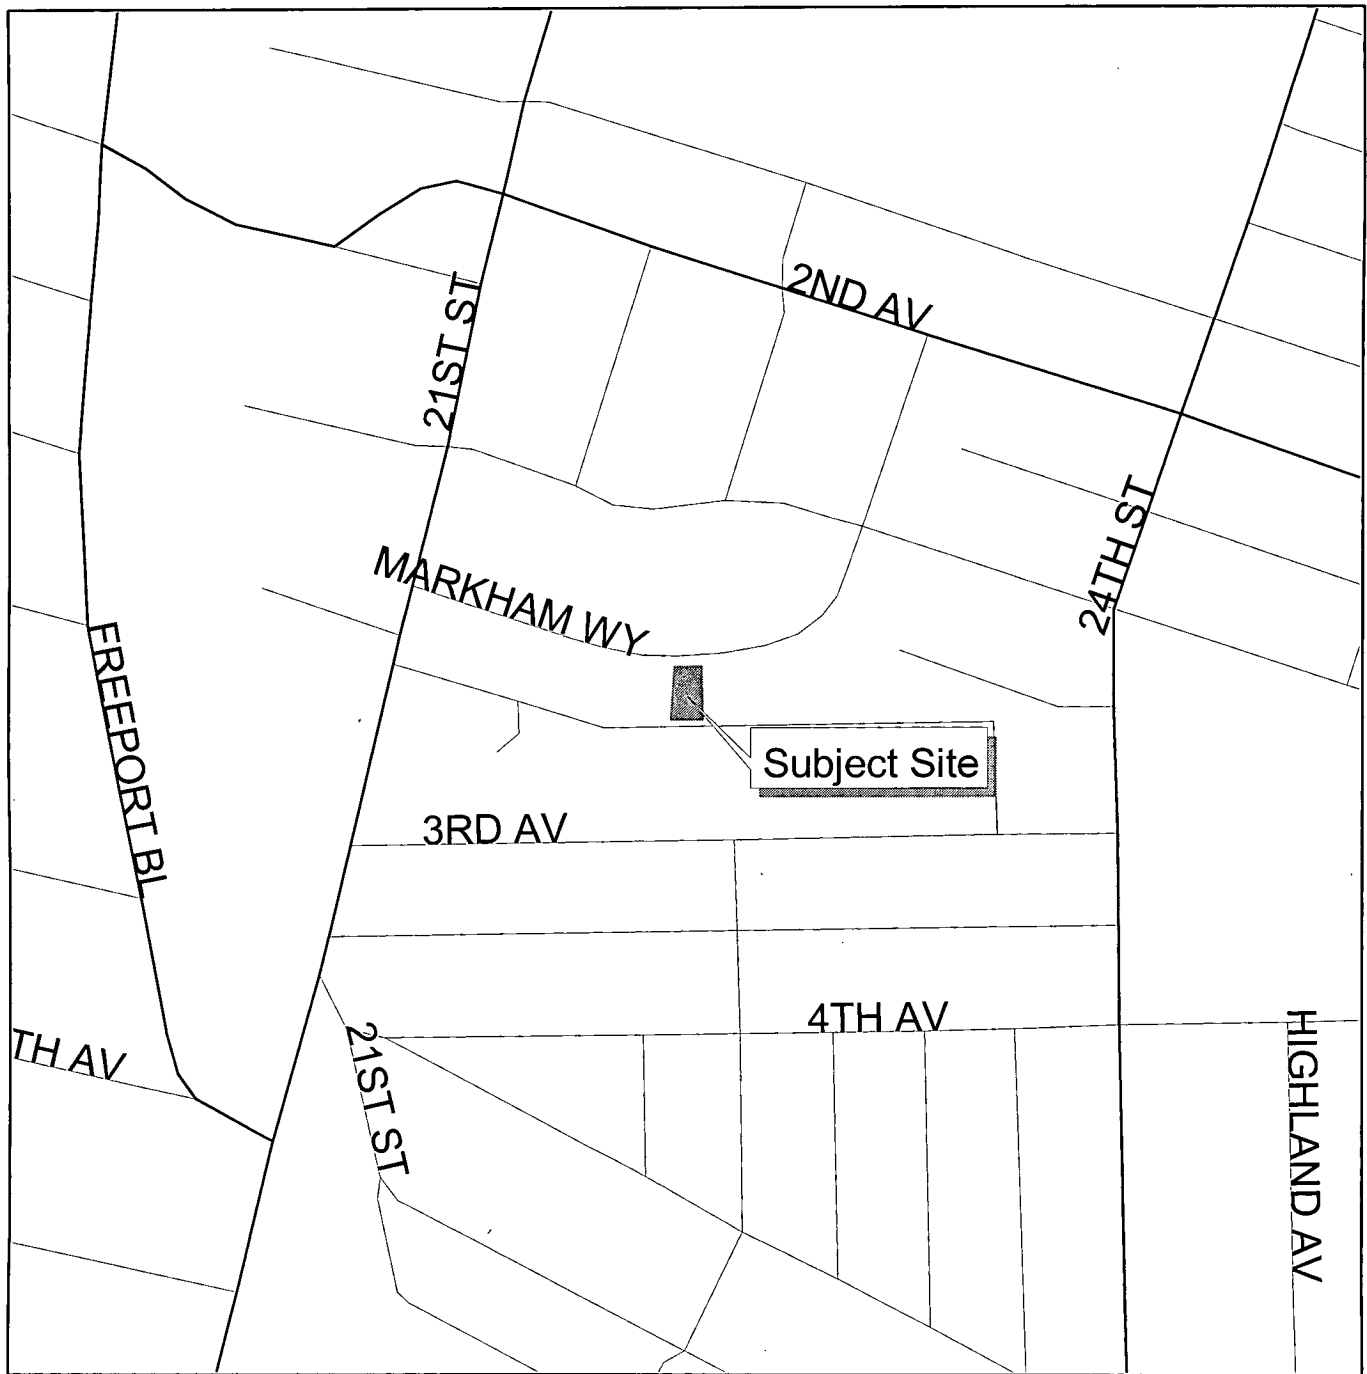 2ND AV
21ST ST
24TH ST
MARKHAM WY
FREEPORT BL
Subject Site
3RD AV
4TH AV
TH AV
21ST ST
HIGHLAND AV